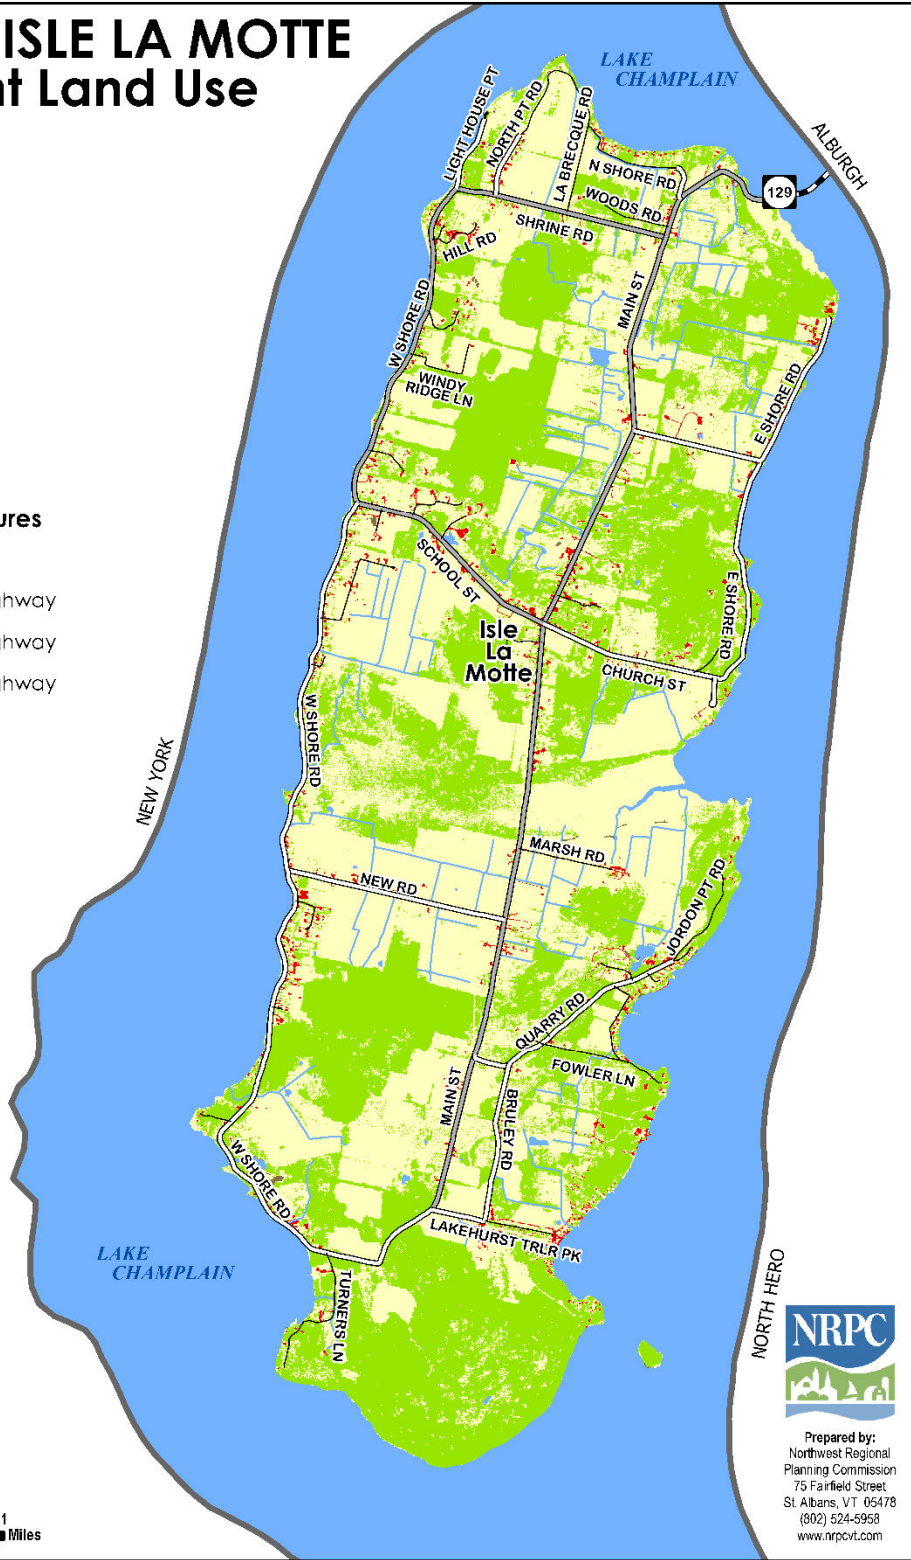 ISLE LA MOTTE
nt Land Use
LAKE
CHAMPLAIN
ALBURGH
129
LIGHT HOUSE PT
NORTH PT RD
LA BRECQUE RD
N SHORE RD
WOODS RD
SHRINE RD
HILL RD
MAIN ST
W SHORE RD
WINDY
RIDGE LN
E SHORE RD
ures
SCHOOL ST
ghway
ghway
ghway
E SHORE RD
Isle
La
Motte
CHURCH ST
W SHORE RD
NEW YORK
MARSH RD
NEW RD
JORDON PT RD
QUARRY RD
FOWLER LN
MAIN ST
BRULEY RD
W SHORE RD
LAKEHURST TRLR PK
LAKE
CHAMPLAIN
TURNERS LN
NORTH HERO
NRPC
Prepared by:
Northwest Regional
Planning Commission
75 Fairfield Street
St. Albans, VT 05478
(802) 524-5958
www.nrpcvt.com
1
Miles